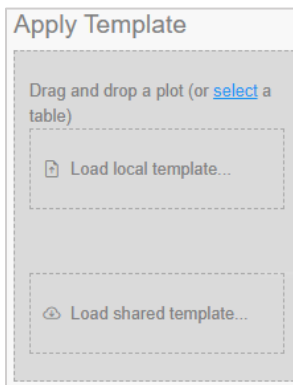 Apply Template
Drag and drop a plot (or select a
table)
Load local template...
Load shared template...